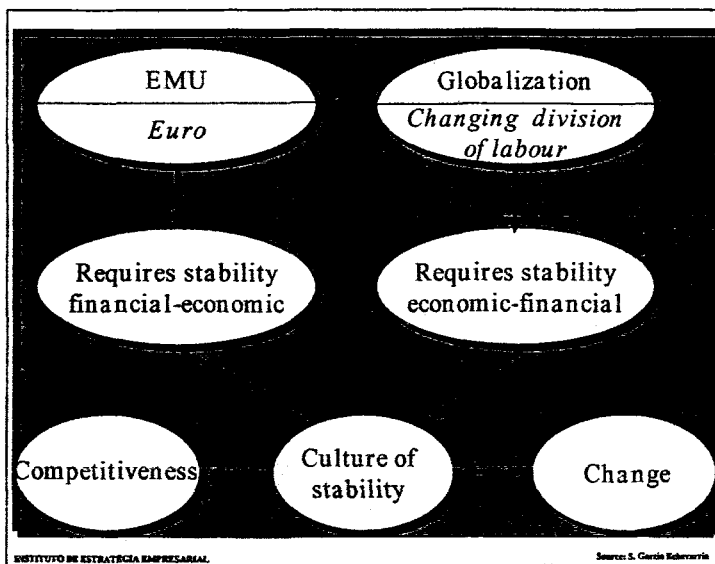 EMU
Euro
Globalization
Changing division
of labour
Requires stability
financial-economic
Requires stability
economic-financial
Competitiveness
Culture of
stability
Change
INSTITUTO DE ESTRATEGIA EMPRESARIAL
Source: S. García Echevarría